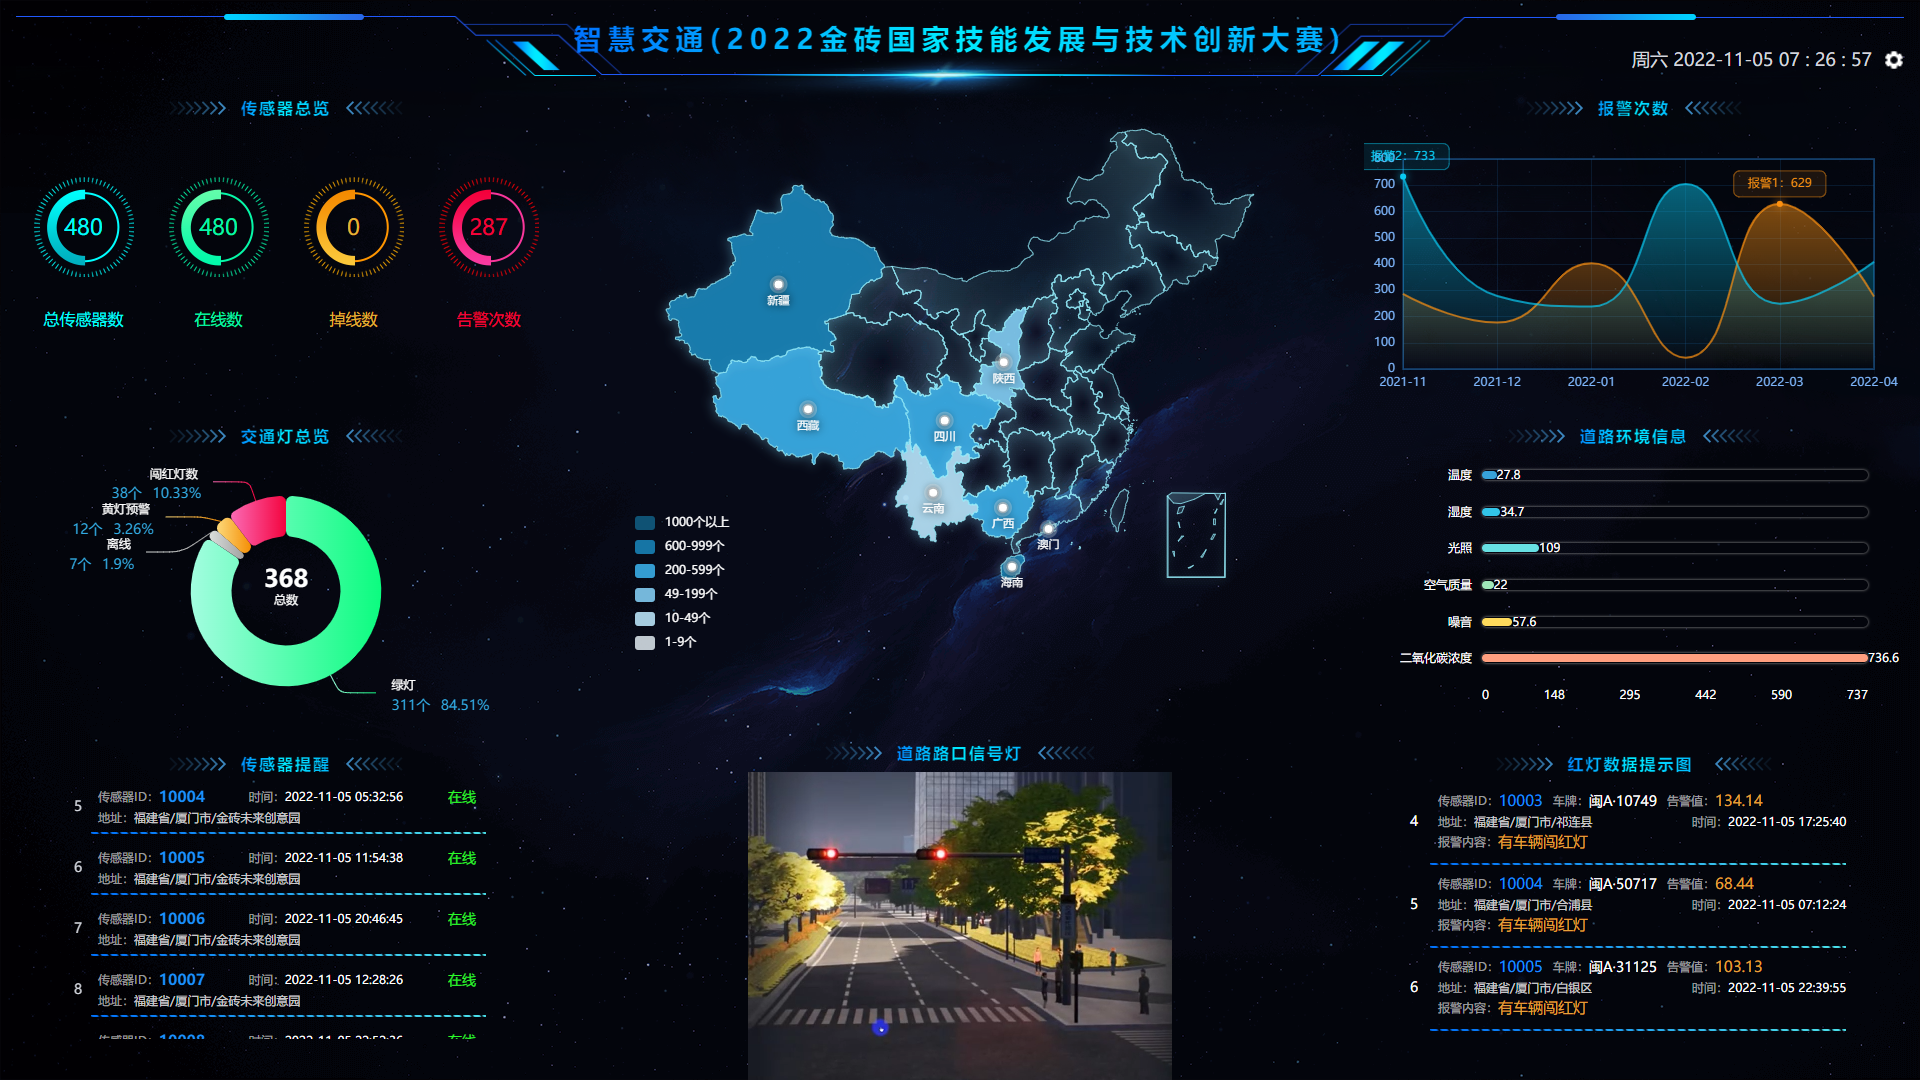 智慧交通(2022金砖国家技能发展与技术创新大赛)
周六 2022-11-05 07 : 26 : 57
传感器总览
480
480
0
287
总传感器数
在线数
掉线数
告警次数
交通灯总览
闯红灯数
38个 10.33%
黄灯预警
12个 3.26%
离线
7个 1.9%
368
总数
绿灯
311个 84.51%
传感器提醒
5
传感器ID: 10004 时间: 2022-11-05 05:32:56 在线
地址: 福建省/厦门市/金砖未来创意园
6
传感器ID: 10005 时间: 2022-11-05 11:54:38 在线
地址: 福建省/厦门市/金砖未来创意园
7
传感器ID: 10006 时间: 2022-11-05 20:46:45 在线
地址: 福建省/厦门市/金砖未来创意园
8
传感器ID: 10007 时间: 2022-11-05 12:28:26 在线
地址: 福建省/厦门市/金砖未来创意园
新疆
西藏
四川
陕西
云南
广西
澳门
海南
1000个以上
600-999个
200-599个
49-199个
10-49个
1-9个
道路路口信号灯
报警次数
报警2: 733
报警1: 629
800
700
600
500
400
300
200
100
0
2021-11 2021-12 2022-01 2022-02 2022-03 2022-04
道路环境信息
温度 27.8
湿度 34.7
光照 109
空气质量 22
噪音 57.6
二氧化碳浓度 736.6
0 148 295 442 590 737
红灯数据提示图
4
传感器ID: 10003 车牌: 闽A·10749 告警值: 134.14
地址: 福建省/厦门市/祁连县 时间: 2022-11-05 17:25:40
报警内容: 有车辆闯红灯
5
传感器ID: 10004 车牌: 闽A·50717 告警值: 68.44
地址: 福建省/厦门市/合浦县 时间: 2022-11-05 07:12:24
报警内容: 有车辆闯红灯
6
传感器ID: 10005 车牌: 闽A·31125 告警值: 103.13
地址: 福建省/厦门市/白银区 时间: 2022-11-05 22:39:55
报警内容: 有车辆闯红灯